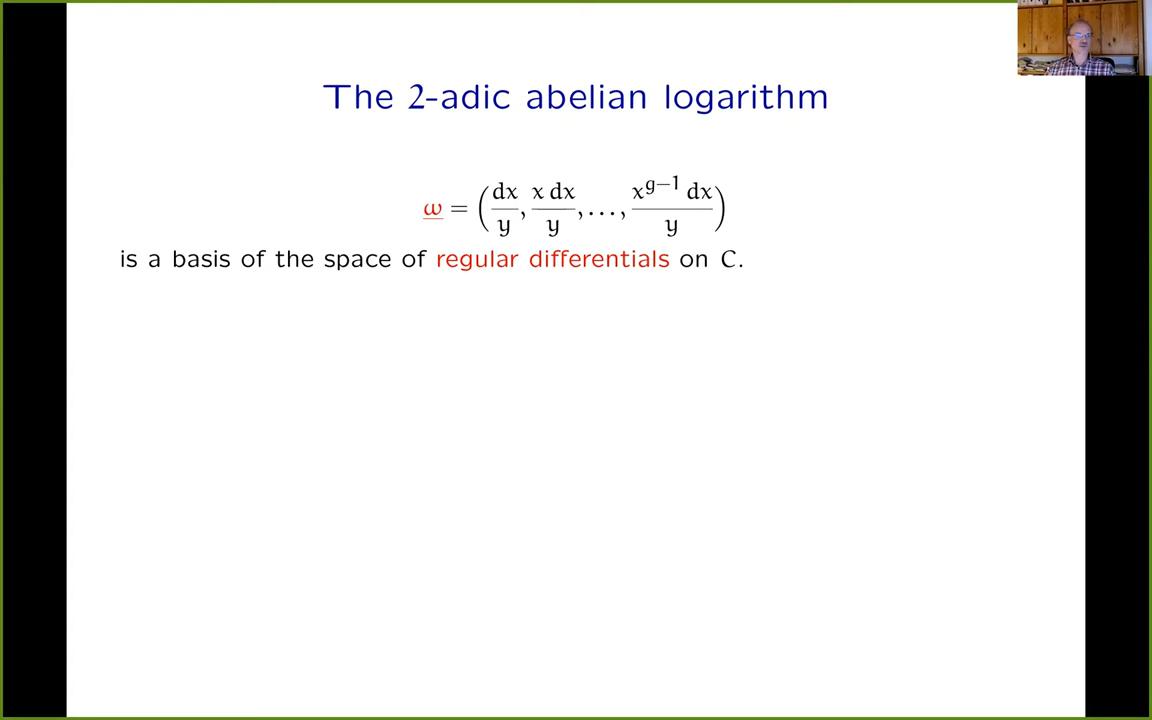 The 2-adic abelian logarithm
ω = (dx/y, x dx/y, ..., x^{g−1} dx/y)
is a basis of the space of regular differentials on C.